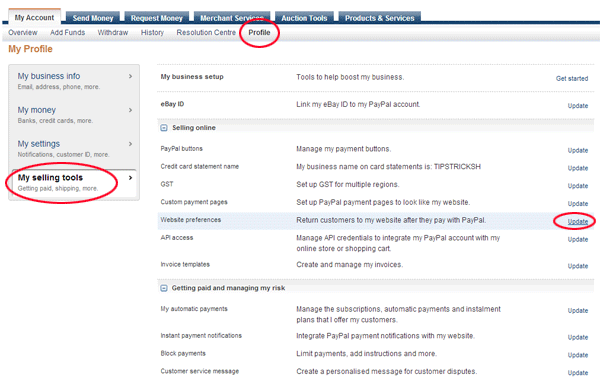 My Account Send Money Request Money Merchant Services Auction Tools Products & Services
Overview Add Funds Withdraw History Resolution Centre Profile
My Profile
My business info
Email, address, phone, more.
My money
Banks, credit cards, more.
My settings
Notifications, customer ID, more.
My selling tools
Getting paid, shipping, more.
My business setup Tools to help boost my business. Get started
eBay ID Link my eBay ID to my PayPal account. Update
Selling online
PayPal buttons Manage my payment buttons. Update
Credit card statement name My business name on card statements is: TIPSTRICKSH Update
GST Set up GST for multiple regions. Update
Custom payment pages Set up PayPal payment pages to look like my website. Update
Website preferences Return customers to my website after they pay with PayPal. Update
API access Manage API credentials to integrate my PayPal account with my Update
online store or shopping cart.
Invoice templates Create and manage my invoices. Update
Getting paid and managing my risk
My automatic payments Manage the subscriptions, automatic payments and instalment Update
plans that I offer my customers.
Instant payment notifications Integrate PayPal payment notifications with my website. Update
Block payments Limit payments, add instructions and more. Update
Customer service message Create a personalised message for customer disputes. Update